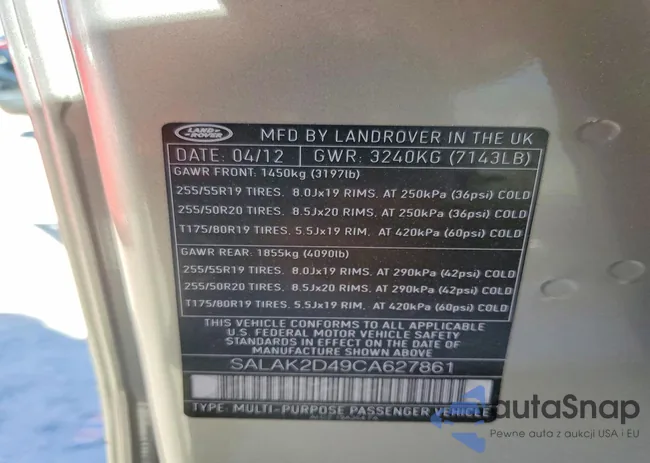 LAND ROVER
MFD BY LANDROVER IN THE UK
DATE: 04/12 GWR: 3240KG (7143LB)
GAWR FRONT: 1450kg (3197lb)
255/55R19 TIRES. 8.0Jx19 RIMS, AT 250kPa (36psi) COLD
255/50R20 TIRES. 8.5Jx20 RIMS, AT 250kPa (36psi) COLD
T175/80R19 TIRES. 5.5Jx19 RIM, AT 420kPa (60psi) COLD
GAWR REAR: 1855kg (4090lb)
255/55R19 TIRES. 8.0Jx19 RIMS, AT 290kPa (42psi) COLD
255/50R20 TIRES. 8.5Jx20 RIMS, AT 290kPa (42psi) COLD
T175/80R19 TIRES. 5.5Jx19 RIM, AT 420kPa (60psi) COLD
THIS VEHICLE CONFORMS TO ALL APPLICABLE
U.S. FEDERAL MOTOR VEHICLE SAFETY
STANDARDS IN EFFECT ON THE DATE OF
MANUFACTURE SHOWN ABOVE
SALAK2D49CA627861
TYPE: MULTI-PURPOSE PASSENGER VEHICLE
autaSnap
Pewne auta z aukcji USA i EU